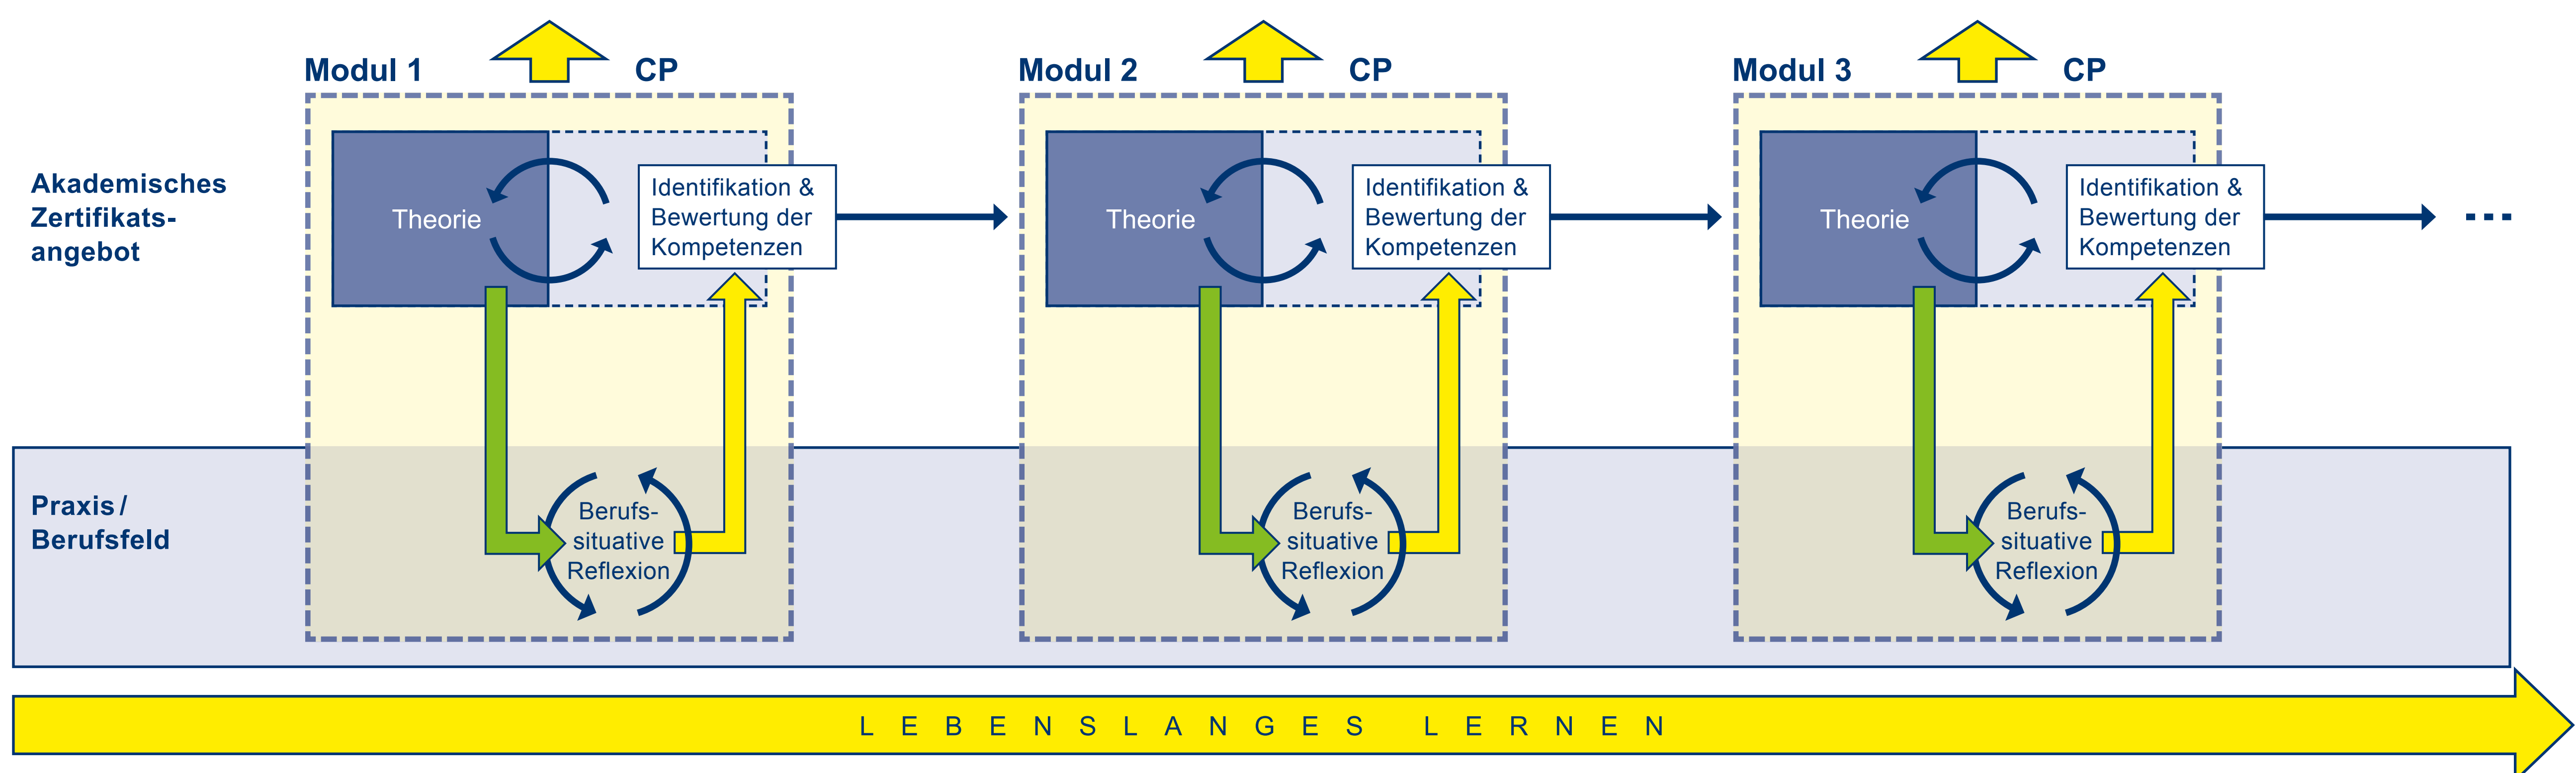 Modul 1
CP
Modul 2
CP
Modul 3
CP
Akademisches
Zertifikats-
angebot
Theorie
Identifikation &
Bewertung der
Kompetenzen
Theorie
Identifikation &
Bewertung der
Kompetenzen
Theorie
Identifikation &
Bewertung der
Kompetenzen
...
Praxis /
Berufsfeld
Berufs-
situative
Reflexion
Berufs-
situative
Reflexion
Berufs-
situative
Reflexion
LEBENSLANGES LERNEN